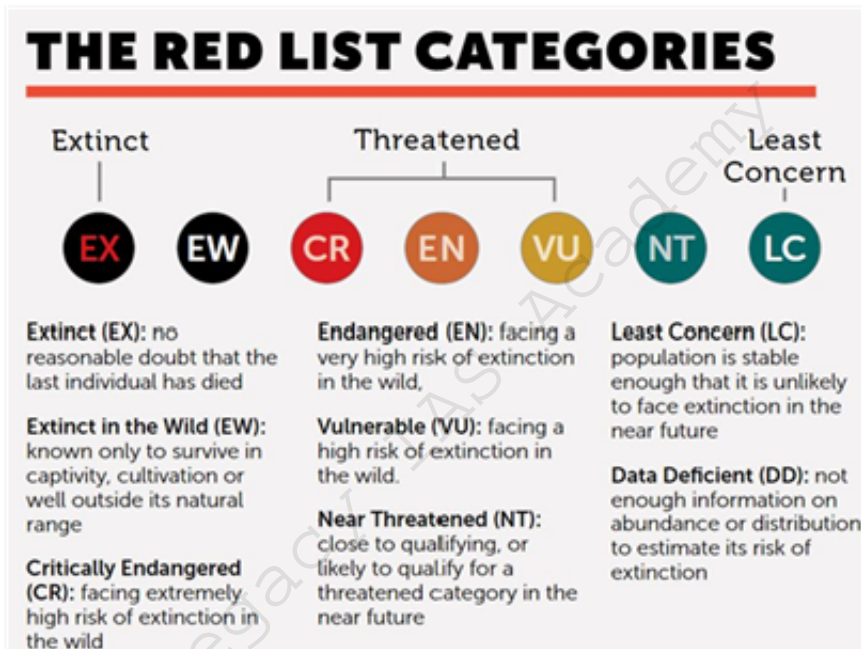 THE RED LIST CATEGORIES
Extinct
Threatened
Least
Concern
EX
EW
CR
EN
VU
NT
LC
Extinct (EX): no
reasonable doubt that the
last individual has died
Extinct in the Wild (EW):
known only to survive in
captivity, cultivation or
well outside its natural
range
Critically Endangered
(CR): facing extremely
high risk of extinction in
the wild
Endangered (EN): facing a
very high risk of extinction
in the wild,
Vulnerable (VU): facing a
high risk of extinction in
the wild.
Near Threatened (NT):
close to qualifying, or
likely to qualify for a
threatened category in the
near future
Least Concern (LC):
population is stable
enough that it is unlikely
to face extinction in the
near future
Data Deficient (DD): not
enough information on
abundance or distribution
to estimate its risk of
extinction
egacy IAS Academy